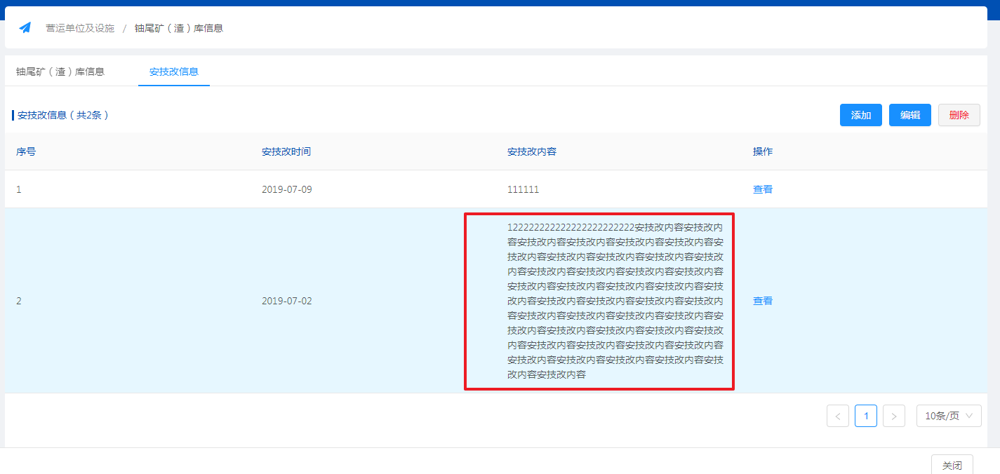 营运单位及设施 / 铀尾矿（渣）库信息
铀尾矿（渣）库信息 安技改信息
安技改信息（共2条） 添加 编辑 删除
序号 安技改时间 安技改内容 操作
1 2019-07-09 111111 查看
122222222222222222222222安技改内容安技改内
容安技改内容安技改内容安技改内容安技改内容安
技改内容安技改内容安技改内容安技改内容安技改
内容安技改内容安技改内容安技改内容安技改内容
安技改内容安技改内容安技改内容安技改内容安技
2 2019-07-02 改内容安技改内容安技改内容安技改内容安技改内 查看
容安技改内容安技改内容安技改内容安技改内容安
技改内容安技改内容安技改内容安技改内容安技改
内容安技改内容安技改内容安技改内容安技改内容
安技改内容安技改内容安技改内容安技改内容安技
改内容安技改内容
< 1 > 10条/页
关闭